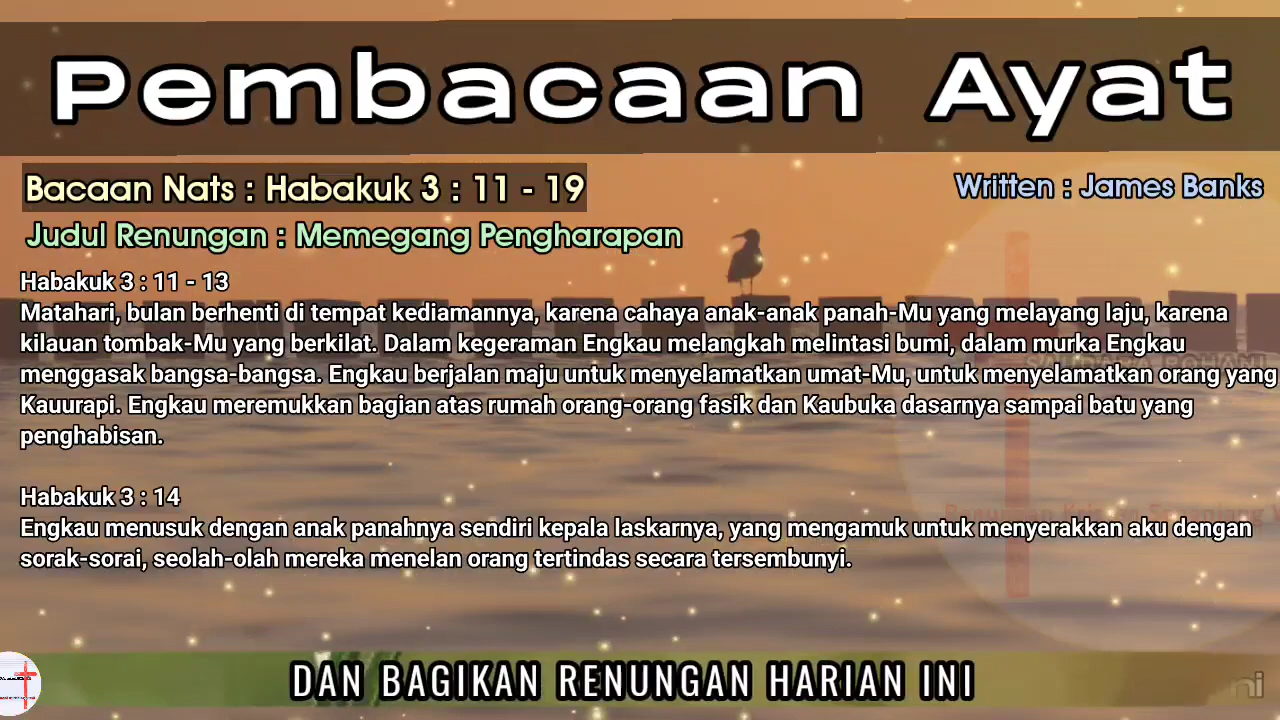 Pembacaan Ayat
Bacaan Nats : Habakuk 3 : 11 - 19
Written : James Banks
Judul Renungan : Memegang Pengharapan
Habakuk 3 : 11 - 13
Matahari, bulan berhenti di tempat kediamannya, karena cahaya anak-anak panah-Mu yang melayang laju, karena
kilauan tombak-Mu yang berkilat. Dalam kegeraman Engkau melangkah melintasi bumi, dalam murka Engkau
menggasak bangsa-bangsa. Engkau berjalan maju untuk menyelamatkan umat-Mu, untuk menyelamatkan orang yang
Kauurapi. Engkau meremukkan bagian atas rumah orang-orang fasik dan Kaubuka dasarnya sampai batu yang
penghabisan.
Habakuk 3 : 14
Engkau menusuk dengan anak panahnya sendiri kepala laskarnya, yang mengamuk untuk menyerakkan aku dengan
sorak-sorai, seolah-olah mereka menelan orang tertindas secara tersembunyi.
DAN BAGIKAN RENUNGAN HARIAN INI